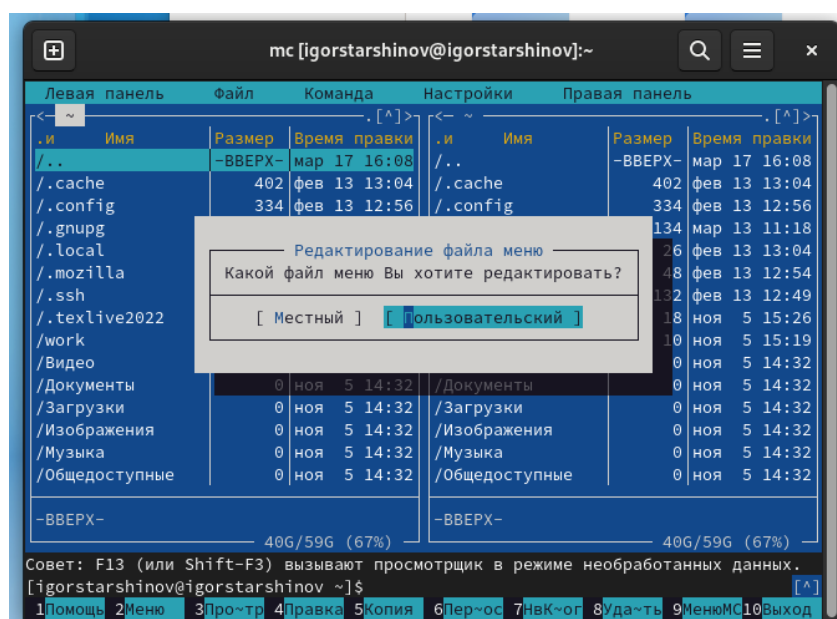 mc [igorstarshinov@igorstarshinov]:~
Левая панель Файл Команда Настройки Правая панель
<— ~ .[^]> <— ~ .[^]>
.и Имя Размер Время правки .и Имя Размер Время правки
/.. -ВВЕРХ- мар 17 16:08 /.. -ВВЕРХ- мар 17 16:08
/.cache 402 фев 13 13:04 /.cache 402 фев 13 13:04
/.config 334 фев 13 12:56 /.config 334 фев 13 12:56
/.gnupg 134 мар 13 11:18
/.local Редактирование файла меню 26 фев 13 13:04
/.mozilla Какой файл меню Вы хотите редактировать? 48 фев 13 12:54
/.ssh 132 фев 13 12:49
/.texlive2022 [ Местный ] [ Пользовательский ] 18 ноя 5 15:26
/work 10 ноя 5 15:19
/Видео 0 ноя 5 14:32
/Документы 0 ноя 5 14:32 /Документы 0 ноя 5 14:32
/Загрузки 0 ноя 5 14:32 /Загрузки 0 ноя 5 14:32
/Изображения 0 ноя 5 14:32 /Изображения 0 ноя 5 14:32
/Музыка 0 ноя 5 14:32 /Музыка 0 ноя 5 14:32
/Общедоступные 0 ноя 5 14:32 /Общедоступные 0 ноя 5 14:32
-ВВЕРХ- -ВВЕРХ-
40G/59G (67%) 40G/59G (67%)
Совет: F13 (или Shift-F3) вызывают просмотрщик в режиме необработанных данных.
[igorstarshinov@igorstarshinov ~]$ [^]
1Помощь 2Меню 3Про~тр 4Правка 5Копия 6Пер~ос 7НвК~ог 8Уда~ть 9МенюМС 10Выход